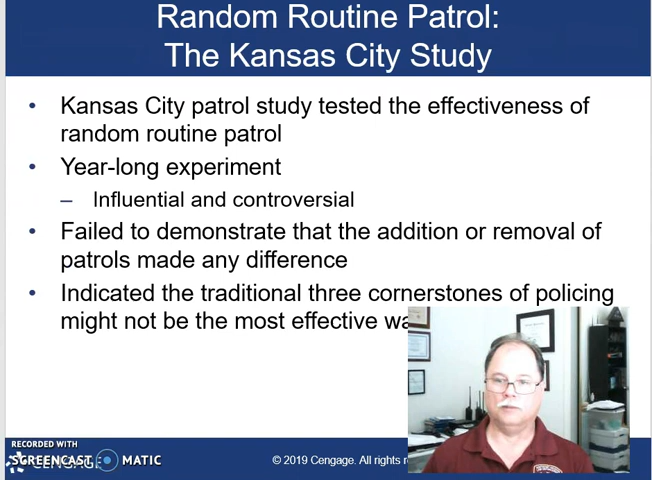 Random Routine Patrol:
The Kansas City Study
• Kansas City patrol study tested the effectiveness of
random routine patrol
• Year-long experiment
– Influential and controversial
• Failed to demonstrate that the addition or removal of
patrols made any difference
• Indicated the traditional three cornerstones of policing
might not be the most effective wa
RECORDED WITH
SCREENCAST MATIC
CENGAGE
© 2019 Cengage. All rights r